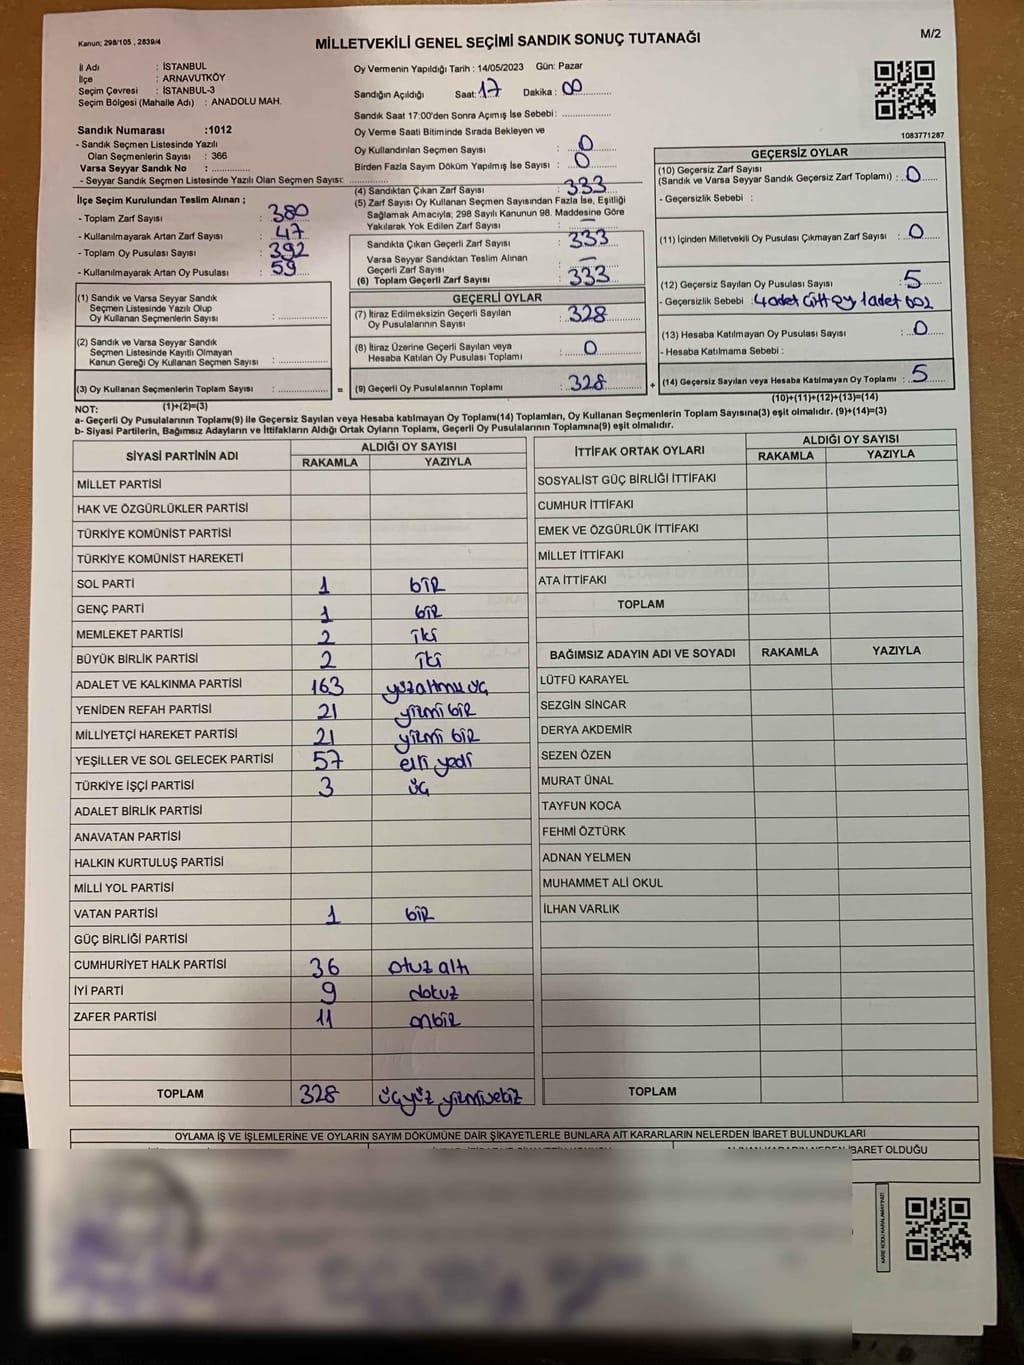 Kanun; 298/105 , 2839/4
MİLLETVEKİLİ GENEL SEÇİMİ SANDIK SONUÇ TUTANAĞI
M/2
İl Adı : İSTANBUL
İlçe : ARNAVUTKÖY
Seçim Çevresi : İSTANBUL-3
Seçim Bölgesi (Mahalle Adı) : ANADOLU MAH.
Oy Vermenin Yapıldığı Tarih : 14/05/2023 Gün: Pazar
Sandığın Açıldığı Saat: 17 Dakika : 00
Sandık Saat 17:00'den Sonra Açımış İse Sebebi:
Oy Verme Saati Bitiminde Sırada Bekleyen ve
Oy Kullandırılan Seçmen Sayısı : 0
Birden Fazla Sayım Döküm Yapılmış İse Sayısı : 0
1083771287
Sandık Numarası :1012
- Sandık Seçmen Listesinde Yazılı
Olan Seçmenlerin Sayısı : 366
Varsa Seyyar Sandık No :
- Seyyar Sandık Seçmen Listesinde Yazılı Olan Seçmen Sayısı:
İlçe Seçim Kurulundan Teslim Alınan ;
- Toplam Zarf Sayısı : 380
- Kullanılmayarak Artan Zarf Sayısı : 47
- Toplam Oy Pusulası Sayısı : 392
- Kullanılmayarak Artan Oy Pusulası : 59
(1) Sandık ve Varsa Seyyar Sandık
Seçmen Listesinde Yazılı Olup
Oy Kullanan Seçmenlerin Sayısı :
(2) Sandık ve Varsa Seyyar Sandık
Seçmen Listesinde Kayıtlı Olmayan
Kanun Gereği Oy Kullanan Seçmen Sayısı :
(3) Oy Kullanan Seçmenlerin Toplam Sayısı : =
(1)+(2)=(3)
(4) Sandıktan Çıkan Zarf Sayısı : 333
(5) Zarf Sayısı Oy Kullanan Seçmen Sayısından Fazla İse, Eşitliği
Sağlamak Amacıyla; 298 Sayılı Kanunun 98. Maddesine Göre
Yakılarak Yok Edilen Zarf Sayısı : —
Sandıkta Çıkan Geçerli Zarf Sayısı : 333
Varsa Seyyar Sandıktan Teslim Alınan
Geçerli Zarf Sayısı : —
(6) Toplam Geçerli Zarf Sayısı : 333
GEÇERLİ OYLAR
(7) İtiraz Edilmeksizin Geçerli Sayılan
Oy Pusulalarının Sayısı : 328
(8) İtiraz Üzerine Geçerli Sayılan veya
Hesaba Katılan Oy Pusulası Toplamı : 0
(9) Geçerli Oy Pusulalarının Toplamı : 328 +
GEÇERSİZ OYLAR
(10) Geçersiz Zarf Sayısı
(Sandık ve Varsa Seyyar Sandık Geçersiz Zarf Toplamı) : 0
- Geçersizlik Sebebi :
(11) İçinden Milletvekili Oy Pusulası Çıkmayan Zarf Sayısı : 0
(12) Geçersiz Sayılan Oy Pusulası Sayısı : 5
- Geçersizlik Sebebi : 4 adet Çift oy 1 adet
(13) Hesaba Katılmayan Oy Pusulası Sayısı : 0
- Hesaba Katılmama Sebebi :
(14) Geçersiz Sayılan veya Hesaba Katılmayan Oy Toplamı : 5
(10)+(11)+(12)+(13)=(14)
NOT:
a- Geçerli Oy Pusulalarının Toplamı(9) ile Geçersiz Sayılan veya Hesaba katılmayan Oy Toplam(14) Toplamları, Oy Kullanan Seçmenlerin Toplam Sayısına(3) eşit olmalıdır. (9)+(14)=(3)
b- Siyasi Partilerin, Bağımsız Adayların ve İttifakların Aldığı Ortak Oyların Toplamı, Geçerli Oy Pusulalarının Toplamına(9) eşit olmalıdır.
SİYASİ PARTİNİN ADI ALDIĞI OY SAYISI
RAKAMLA YAZIYLA
MİLLET PARTİSİ
HAK VE ÖZGÜRLÜKLER PARTİSİ
TÜRKİYE KOMÜNİST PARTİSİ
TÜRKİYE KOMÜNİST HAREKETİ
SOL PARTİ 1 bir
GENÇ PARTİ 1 bir
MEMLEKET PARTİSİ 2 iki
BÜYÜK BİRLİK PARTİSİ 2 iki
ADALET VE KALKINMA PARTİSİ 163 yüzatmış üç
YENİDEN REFAH PARTİSİ 21 yirmi bir
MİLLİYETÇİ HAREKET PARTİSİ 21 yirmi bir
YEŞİLLER VE SOL GELECEK PARTİSİ 57 elli yedi
TÜRKİYE İŞÇİ PARTİSİ 3 üç
ADALET BİRLİK PARTİSİ
ANAVATAN PARTİSİ
HALKIN KURTULUŞ PARTİSİ
MİLLİ YOL PARTİSİ
VATAN PARTİSİ 1 bir
GÜÇ BİRLİĞİ PARTİSİ
CUMHURİYET HALK PARTİSİ 36 otuz altı
İYİ PARTİ 9 dokuz
ZAFER PARTİSİ 11 onbir
TOPLAM 328 üçyüz yirmisekiz
İTTİFAK ORTAK OYLARI ALDIĞI OY SAYISI
RAKAMLA YAZIYLA
SOSYALİST GÜÇ BİRLİĞİ İTTİFAKI
CUMHUR İTTİFAKI
EMEK VE ÖZGÜRLÜK İTTİFAKI
MİLLET İTTİFAKI
ATA İTTİFAKI
TOPLAM
BAĞIMSIZ ADAYIN ADI VE SOYADI RAKAMLA YAZIYLA
LÜTFÜ KARAYEL
SEZGİN SİNCAR
DERYA AKDEMİR
SEZEN ÖZEN
MURAT ÜNAL
TAYFUN KOCA
FEHMİ ÖZTÜRK
ADNAN YELMEN
MUHAMMET ALİ OKUL
İLHAN VARLIK
TOPLAM
OYLAMA İŞ VE İŞLEMLERİNE VE OYLARIN SAYIM DÖKÜMÜNE DAİR ŞİKAYETLERLE BUNLARA AİT KARARLARIN NELERDEN İBARET BULUNDUKLARI
İBARET OLDUĞU
KARE KODU KARALAMAYINIZ!